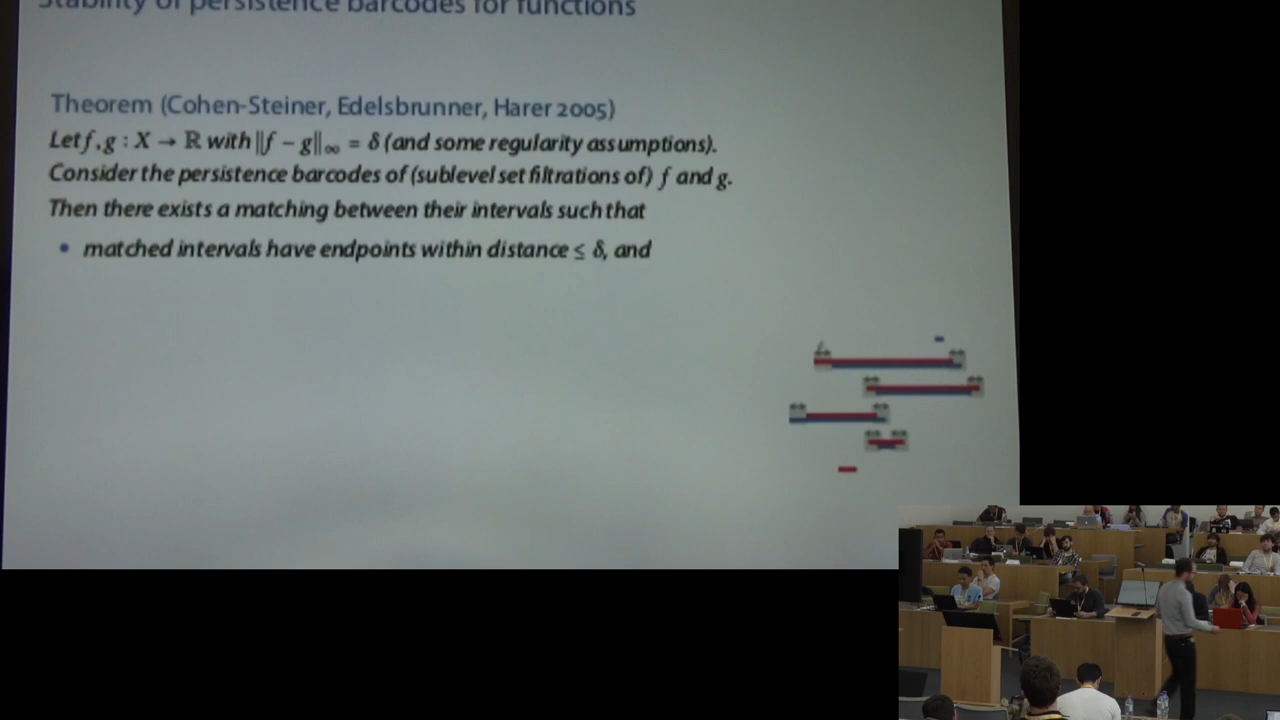 Stability of persistence barcodes for functions
Theorem (Cohen-Steiner, Edelsbrunner, Harer 2005)
Let f, g : X → ℝ with ‖f − g‖∞ = δ (and some regularity assumptions).
Consider the persistence barcodes of (sublevel set filtrations of) f and g.
Then there exists a matching between their intervals such that
• matched intervals have endpoints within distance ≤ δ, and